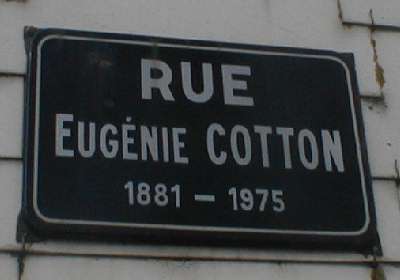 RUE
EUGÉNIE COTTON
1881 – 1975